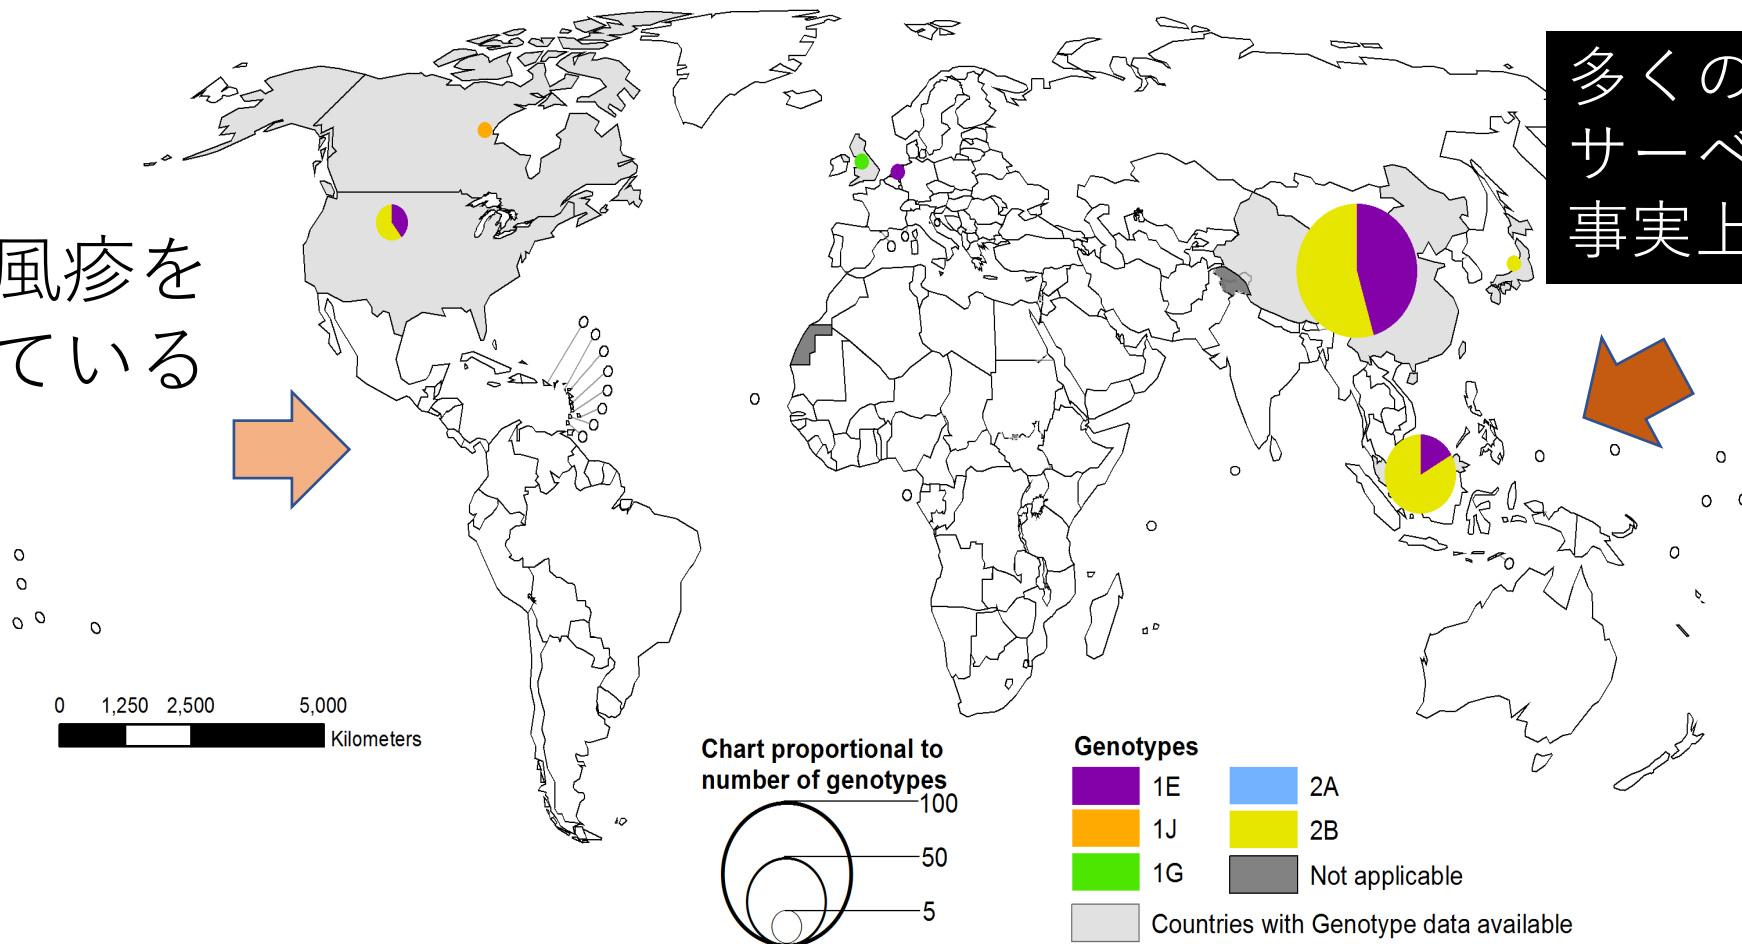 多くの
サーベ
事実上
風疹を
ている
0 1,250 2,500 5,000
Kilometers
Chart proportional to
number of genotypes
100
50
5
Genotypes
1E
2A
1J
2B
1G
Not applicable
Countries with Genotype data available